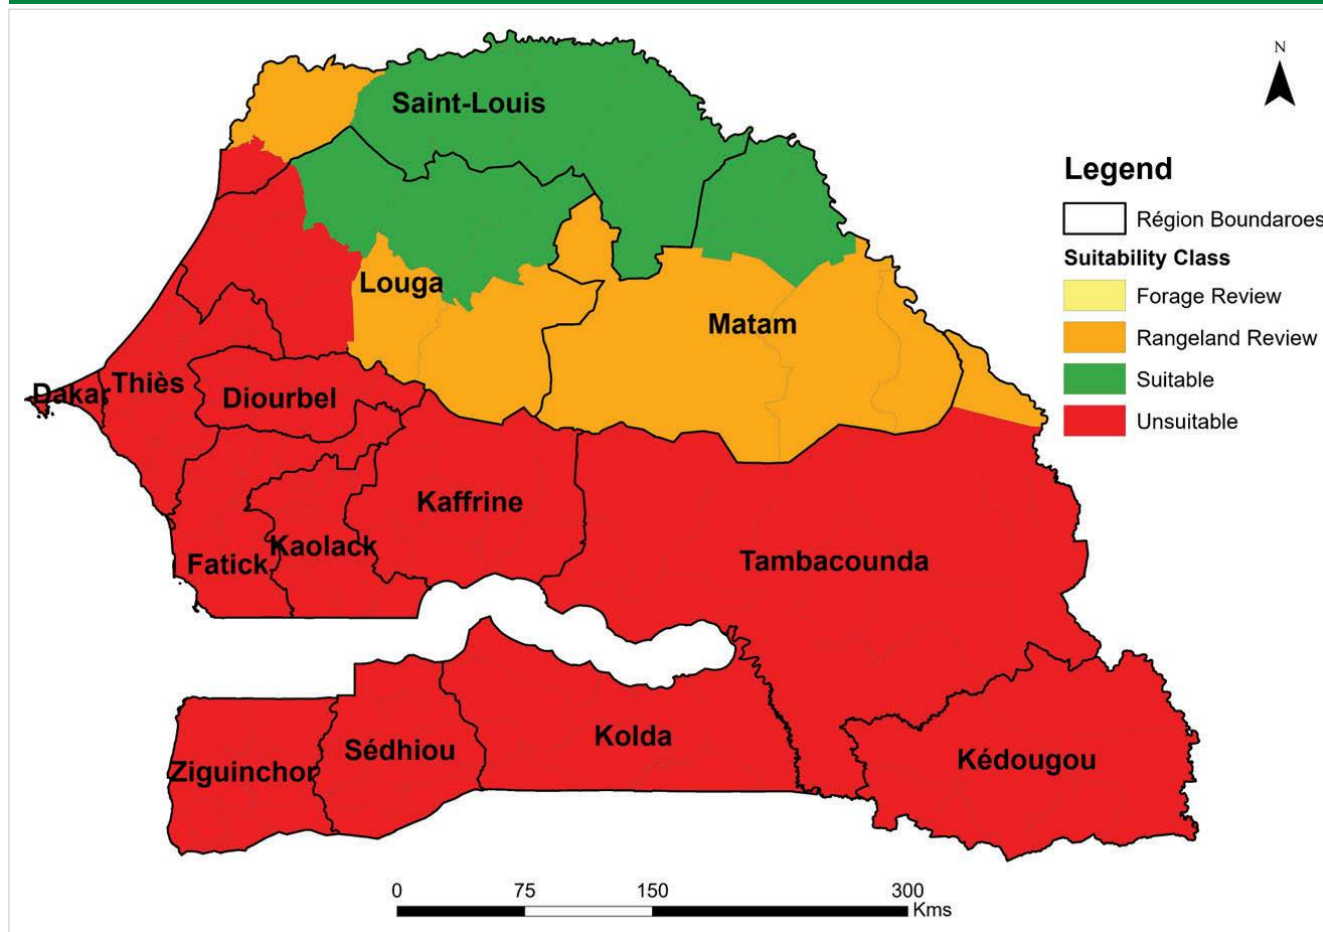 N
Saint-Louis
Louga
Matam
Dakar
Thiès
Diourbel
Kaffrine
Fatick
Kaolack
Tambacounda
Ziguinchor
Sédhiou
Kolda
Kédougou
Legend
Région Boundaroes
Suitability Class
Forage Review
Rangeland Review
Suitable
Unsuitable
0 75 150 300
Kms